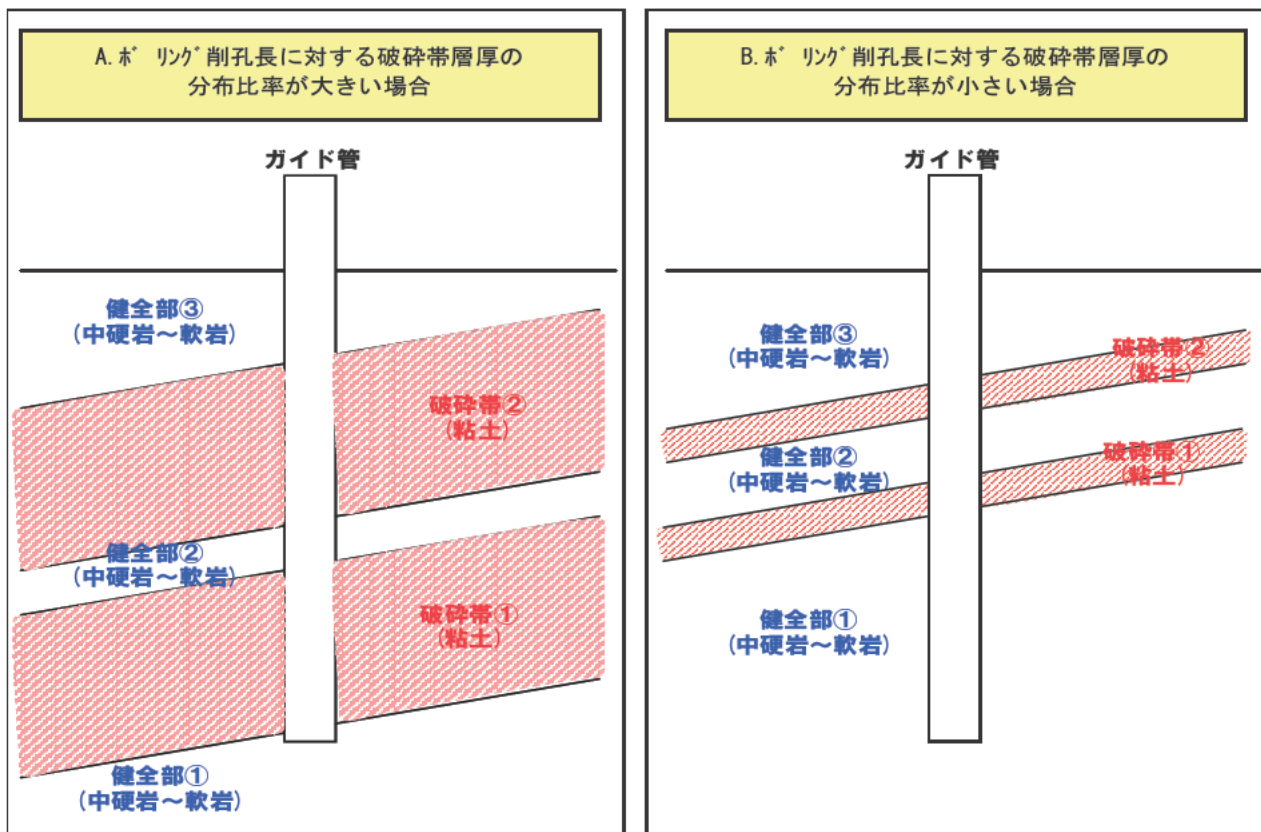 A.ﾎﾞﾘﾝｸﾞ削孔長に対する破砕帯層厚の
分布比率が大きい場合
ガイド管
健全部③
(中硬岩～軟岩)
破砕帯②
(粘土)
健全部②
(中硬岩～軟岩)
破砕帯①
(粘土)
健全部①
(中硬岩～軟岩)
B.ﾎﾞﾘﾝｸﾞ削孔長に対する破砕帯層厚の
分布比率が小さい場合
ガイド管
健全部③
(中硬岩～軟岩)
破砕帯②
(粘土)
健全部②
(中硬岩～軟岩)
破砕帯①
(粘土)
健全部①
(中硬岩～軟岩)